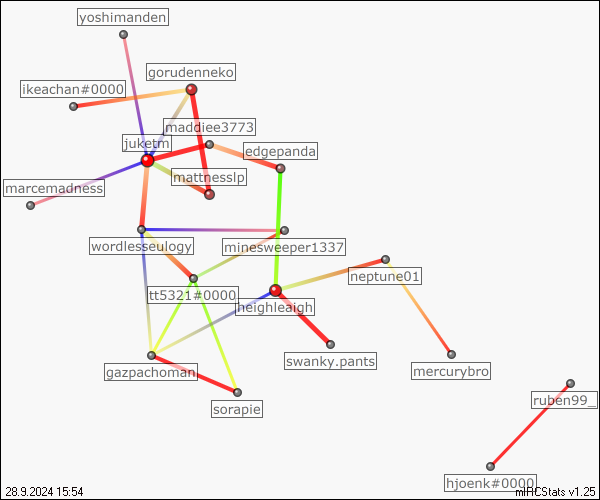 yoshimanden
gorudenneko
ikeachan#0000
maddiee3773
juketm
edgepanda
mattnesslp
marcemadness
wordlesseulogy
minesweeper1337
neptune01
tt5321#0000
heighleaigh
swanky.pants
gazpachoman
mercurybro
ruben99_
sorapie
hjoenk#0000
28.9.2024 15:54
mIRCStats v1.25